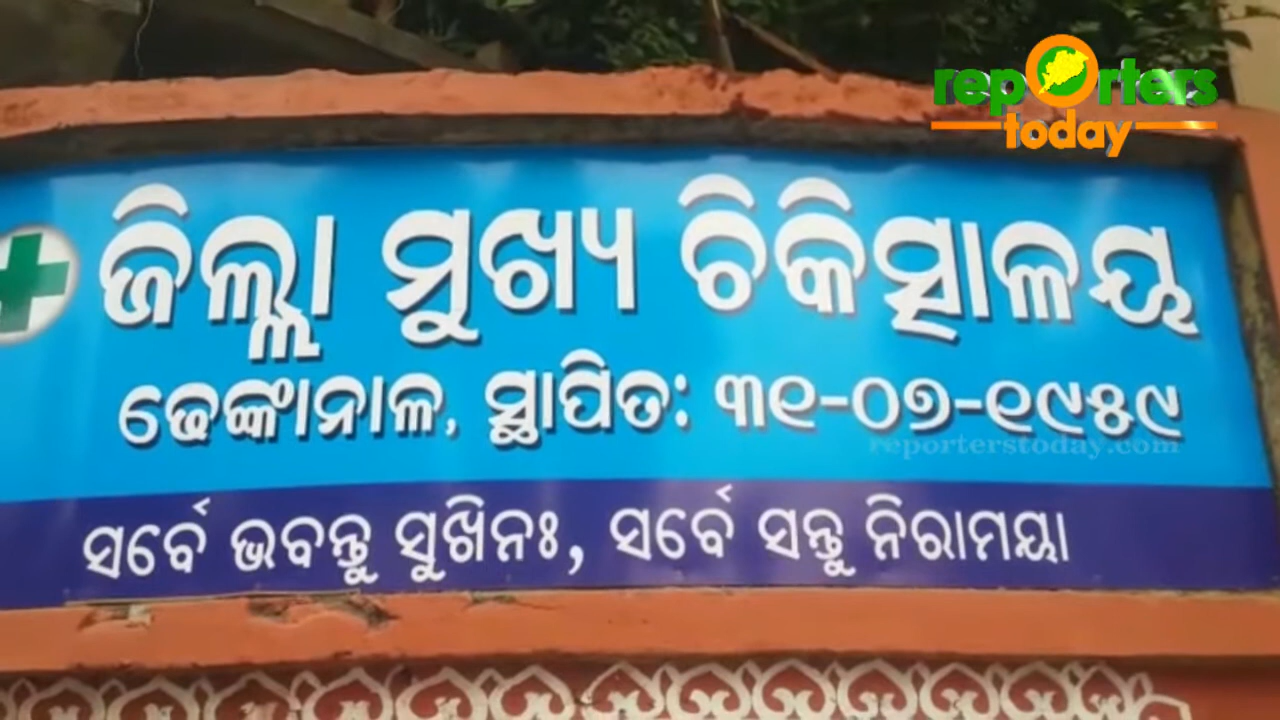 reporters
today
ଜିଲ୍ଲା ମୁଖ୍ୟ ଚିକିତ୍ସାଳୟ
ଢେଙ୍କାନାଳ, ସ୍ଥାପିତ: ୩୧-୦୭-୧୯୫୯
reporterstoday.com
ସର୍ବେ ଭବନ୍ତୁ ସୁଖିନଃ, ସର୍ବେ ସନ୍ତୁ ନିରାମୟା